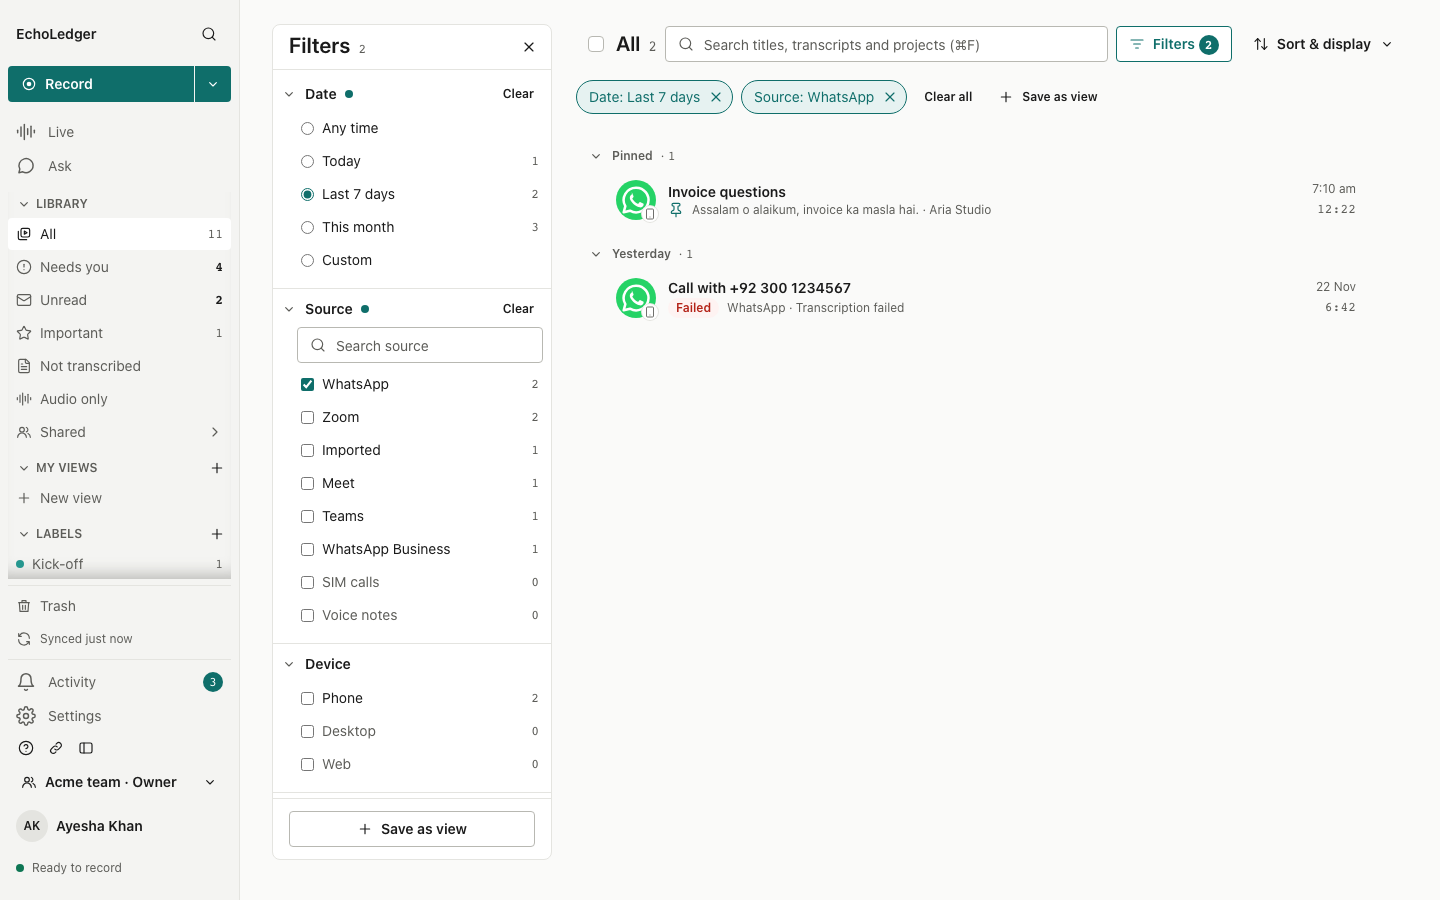 EchoLedger
Record
Live
Ask
LIBRARY
All 11
Needs you 4
Unread 2
Important 1
Not transcribed
Audio only
Shared
MY VIEWS
New view
LABELS
Kick-off 1
Trash
Synced just now
Activity 3
Settings
Acme team · Owner
AK Ayesha Khan
Ready to record
Filters 2
Date Clear
Any time
Today 1
Last 7 days 2
This month 3
Custom
Source Clear
Search source
WhatsApp 2
Zoom 2
Imported 1
Meet 1
Teams 1
WhatsApp Business 1
SIM calls 0
Voice notes 0
Device
Phone 2
Desktop 0
Web 0
Save as view
All 2
Search titles, transcripts and projects (⌘F)
Filters 2
Sort & display
Date: Last 7 days
Source: WhatsApp
Clear all
Save as view
Pinned · 1
Invoice questions 7:10 am
Assalam o alaikum, invoice ka masla hai. · Aria Studio 12:22
Yesterday · 1
Call with +92 300 1234567 22 Nov
Failed WhatsApp · Transcription failed 6:42